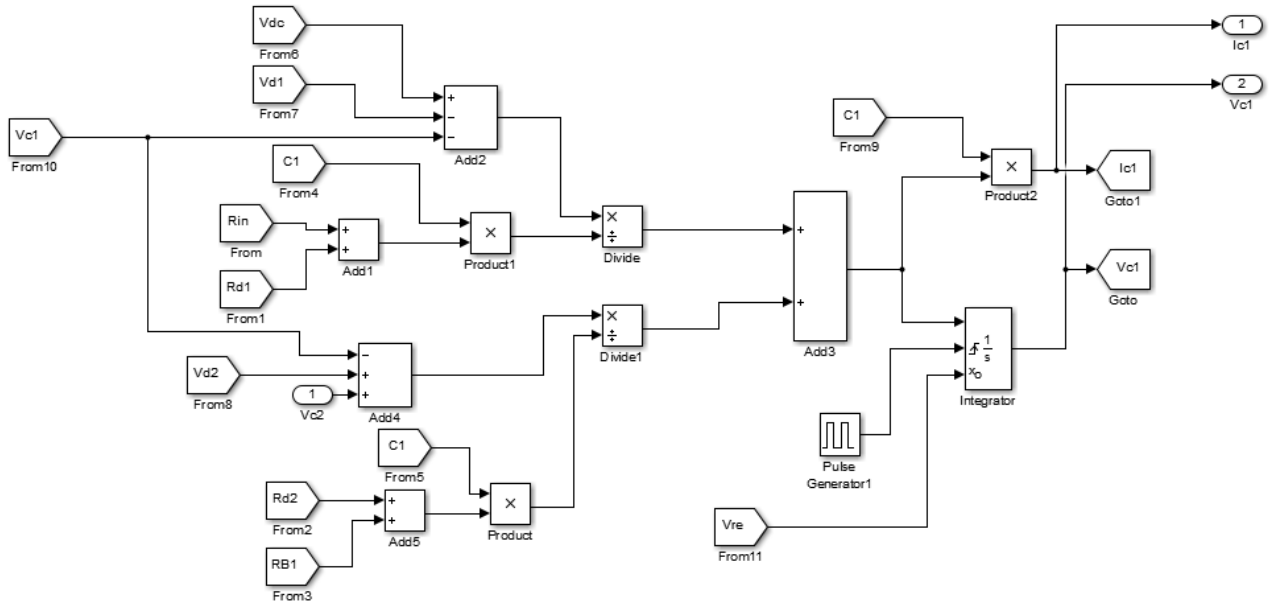 Vdc
From6
Vd1
From7
+
−
−
Add2
Vc1
From10
C1
From4
Rin
From
+
+
Add1
Rd1
From1
×
Product1
×
÷
Divide
C1
From9
×
Product2
1
Ic1
2
Vc1
Ic1
Goto1
Vc1
Goto
+
+
Add3
×
÷
Divide1
−
+
+
Add4
Vd2
From8
1
Vc2
C1
From5
Rd2
From2
+
+
Add5
RB1
From3
×
Product
1
s
xo
Integrator
Pulse
Generator1
Vre
From11